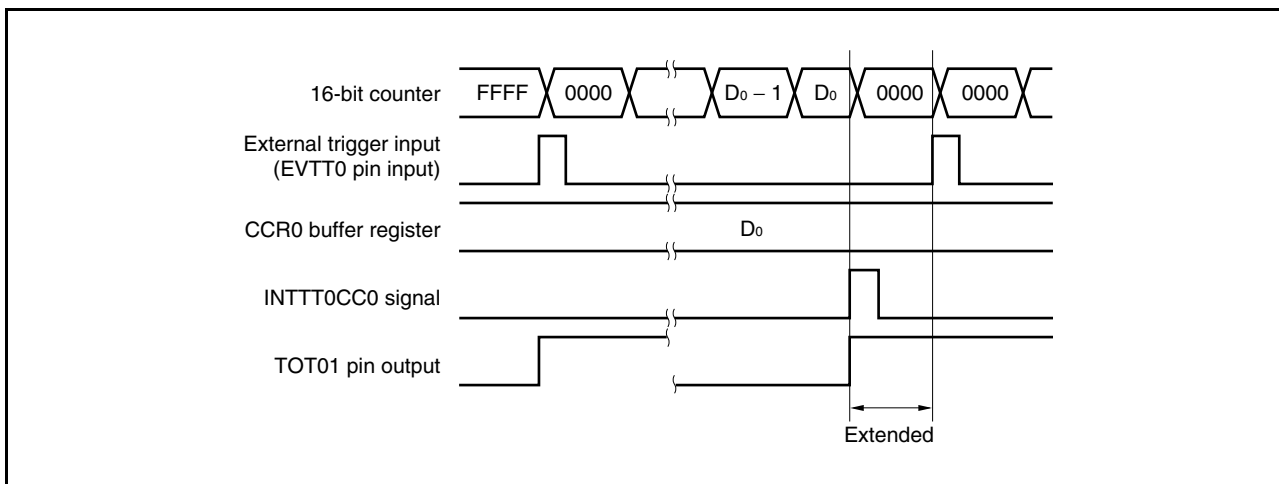 16-bit counter FFFF 0000 D0 − 1 D0 0000 0000
External trigger input
(EVTT0 pin input)
CCR0 buffer register D0
INTTT0CC0 signal
TOT01 pin output
Extended